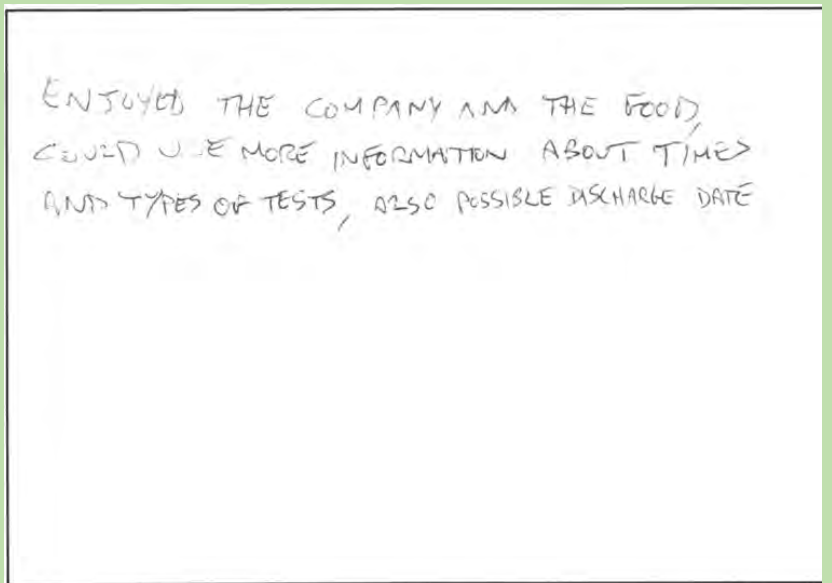 ENJOYED THE COMPANY AND THE FOOD,
COULD USE MORE INFORMATION ABOUT TIMES
AND TYPES OF TESTS, ALSO POSSIBLE DISCHARGE DATE